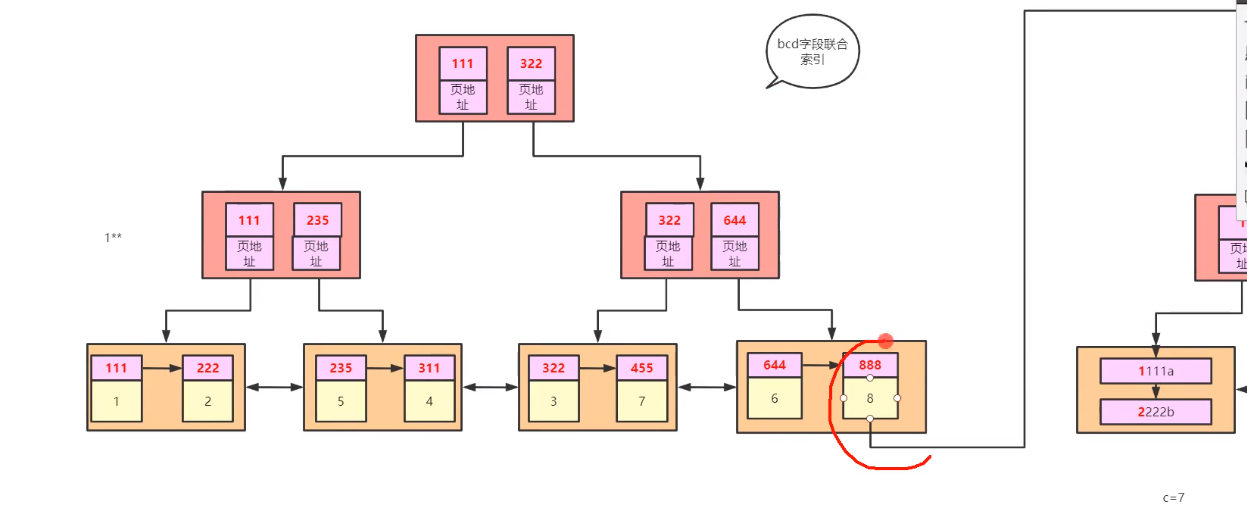 bcd字段联合
索引
111 322
页地 页地
址 址
111 235
页地 页地
址 址
322 644
页地 页地
址 址
1**
111 222
1 2
235 311
5 4
322 455
3 7
644 888
6 8
页地
址
1111a
2222b
c=7